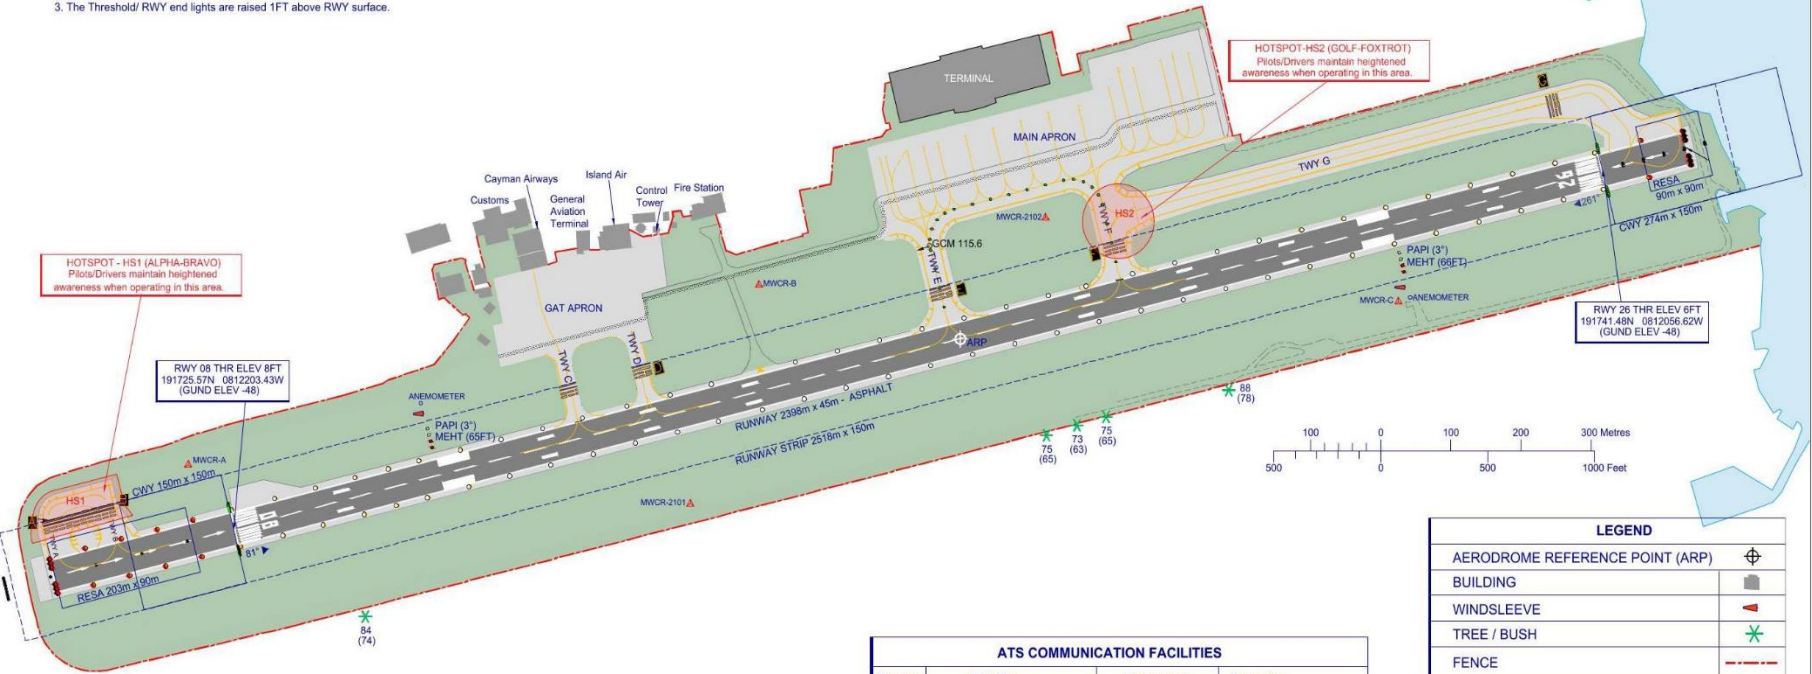 3. The Threshold/ RWY end lights are raised 1FT above RWY surface.
HOTSPOT-HS2 (GOLF-FOXTROT)
Pilots/Drivers maintain heightened
awareness when operating in this area.
TERMINAL
G
MAIN APRON
TWY G
26
RESA
90m x 90m
261°
CWY 274m x 150m
Cayman Airways
Island Air
Control
Tower
Fire Station
Customs
General
Aviation
Terminal
MWCR-2102
HS2
TWY F
F
GCM 115.6
TWY E
E
PAPI (3°)
MEHT (66FT)
MWCR-C
ANEMOMETER
HOTSPOT - HS1 (ALPHA-BRAVO)
Pilots/Drivers maintain heightened
awareness when operating in this area.
MWCR-B
GAT APRON
RWY 26 THR ELEV 6FT
191741.48N 0812056.62W
(GUND ELEV -48)
ARP
TWY C
TWY D
D
RWY 08 THR ELEV 8FT
191725.57N 0812203.43W
(GUND ELEV -48)
ANEMOMETER
PAPI (3°)
MEHT (65FT)
RUNWAY 2398m x 45m - ASPHALT
RUNWAY STRIP 2518m x 150m
88
(78)
75
(65)
73
(63)
75
(65)
100 0 100 200 300 Metres
500 0 500 1000 Feet
MWCR-A
CWY 150m x 150m
HS1
A
B
TWY A
TWY B
08
81°
RESA 203m x 90m
MWCR-2101
84
(74)
LEGEND
AERODROME REFERENCE POINT (ARP)
BUILDING
WINDSLEEVE
TREE / BUSH
FENCE
ATS COMMUNICATION FACILITIES